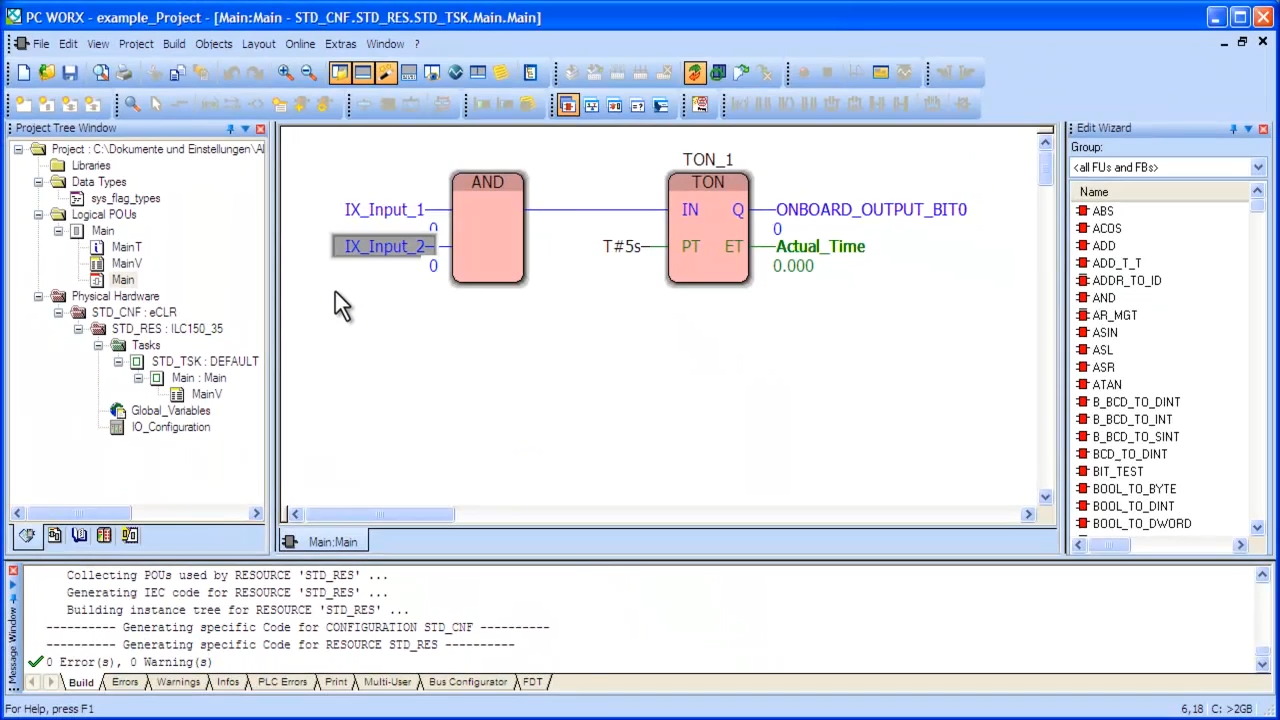 PC WORX - example_Project - [Main:Main - STD_CNF.STD_RES.STD_TSK.Main.Main]
File Edit View Project Build Objects Layout Online Extras Window ?
Project Tree Window
Project : C:\Dokumente und Einstellungen\Al
Libraries
Data Types
sys_flag_types
Logical POUs
Main
MainT
MainV
Main
Physical Hardware
STD_CNF : eCLR
STD_RES : ILC150_35
Tasks
STD_TSK : DEFAULT
Main : Main
MainV
Global_Variables
IO_Configuration
TON_1
AND
TON
IX_Input_1
IN
Q
ONBOARD_OUTPUT_BIT0
0
0
IX_Input_2
T#5s
PT
ET
Actual_Time
0
0.000
Main:Main
Edit Wizard
Group:
<all FUs and FBs>
Name
ABS
ACOS
ADD
ADD_T_T
ADDR_TO_ID
AND
AR_MGT
ASIN
ASL
ASR
ATAN
B_BCD_TO_DINT
B_BCD_TO_INT
B_BCD_TO_SINT
BCD_TO_DINT
BIT_TEST
BOOL_TO_BYTE
BOOL_TO_DINT
BOOL_TO_DWORD
Message Window
Collecting POUs used by RESOURCE 'STD_RES' ...
Generating IEC code for RESOURCE 'STD_RES' ...
Building instance tree for RESOURCE 'STD_RES' ...
---------- Generating specific Code for CONFIGURATION STD_CNF ----------
---------- Generating specific Code for RESOURCE STD_RES ----------
0 Error(s), 0 Warning(s)
Build Errors Warnings Infos PLC Errors Print Multi-User Bus Configurator FDT
For Help, press F1
6,18 C: >2GB